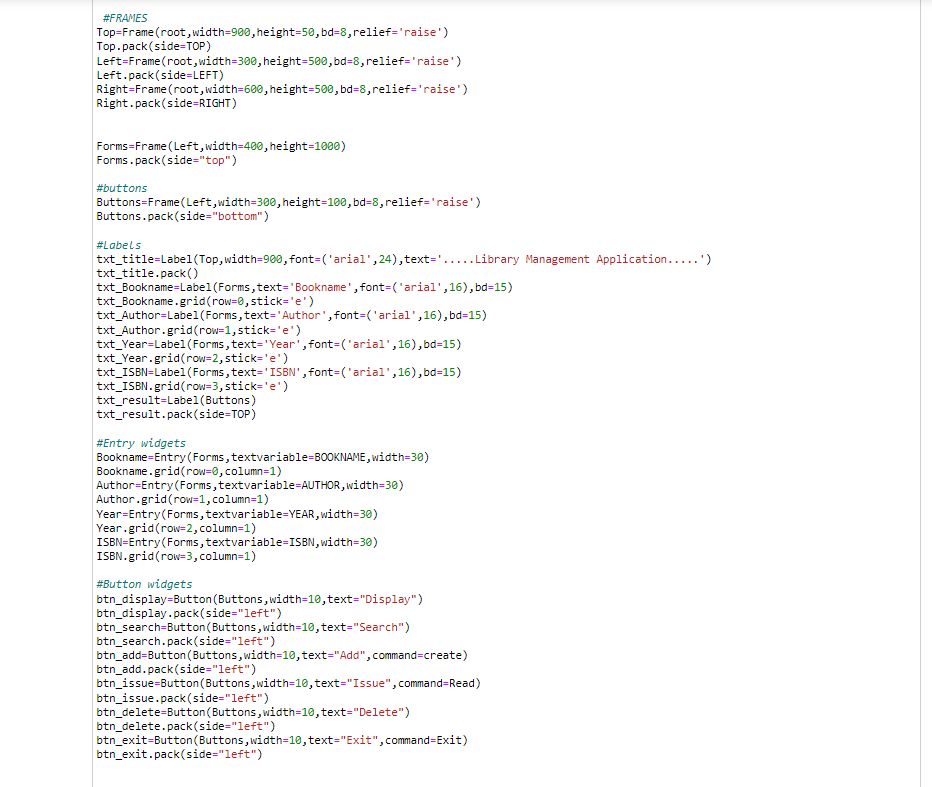 #FRAMES
Top=Frame(root,width=900,height=50,bd=8,relief='raise')
Top.pack(side=TOP)
Left=Frame(root,width=300,height=500,bd=8,relief='raise')
Left.pack(side=LEFT)
Right=Frame(root,width=600,height=500,bd=8,relief='raise')
Right.pack(side=RIGHT)
Forms=Frame(Left,width=400,height=1000)
Forms.pack(side="top")
#buttons
Buttons=Frame(Left,width=300,height=100,bd=8,relief='raise')
Buttons.pack(side="bottom")
#Labels
txt_title=Label(Top,width=900,font=('arial',24),text='.....Library Management Application.....')
txt_title.pack()
txt_Bookname=Label(Forms,text='Bookname',font=('arial',16),bd=15)
txt_Bookname.grid(row=0,stick='e')
txt_Author=Label(Forms,text='Author',font=('arial',16),bd=15)
txt_Author.grid(row=1,stick='e')
txt_Year=Label(Forms,text='Year',font=('arial',16),bd=15)
txt_Year.grid(row=2,stick='e')
txt_ISBN=Label(Forms,text='ISBN',font=('arial',16),bd=15)
txt_ISBN.grid(row=3,stick='e')
txt_result=Label(Buttons)
txt_result.pack(side=TOP)
#Entry widgets
Bookname=Entry(Forms,textvariable=BOOKNAME,width=30)
Bookname.grid(row=0,column=1)
Author=Entry(Forms,textvariable=AUTHOR,width=30)
Author.grid(row=1,column=1)
Year=Entry(Forms,textvariable=YEAR,width=30)
Year.grid(row=2,column=1)
ISBN=Entry(Forms,textvariable=ISBN,width=30)
ISBN.grid(row=3,column=1)
#Button widgets
btn_display=Button(Buttons,width=10,text="Display")
btn_display.pack(side="left")
btn_search=Button(Buttons,width=10,text="Search")
btn_search.pack(side="left")
btn_add=Button(Buttons,width=10,text="Add",command=create)
btn_add.pack(side="left")
btn_issue=Button(Buttons,width=10,text="Issue",command=Read)
btn_issue.pack(side="left")
btn_delete=Button(Buttons,width=10,text="Delete")
btn_delete.pack(side="left")
btn_exit=Button(Buttons,width=10,text="Exit",command=Exit)
btn_exit.pack(side="left")